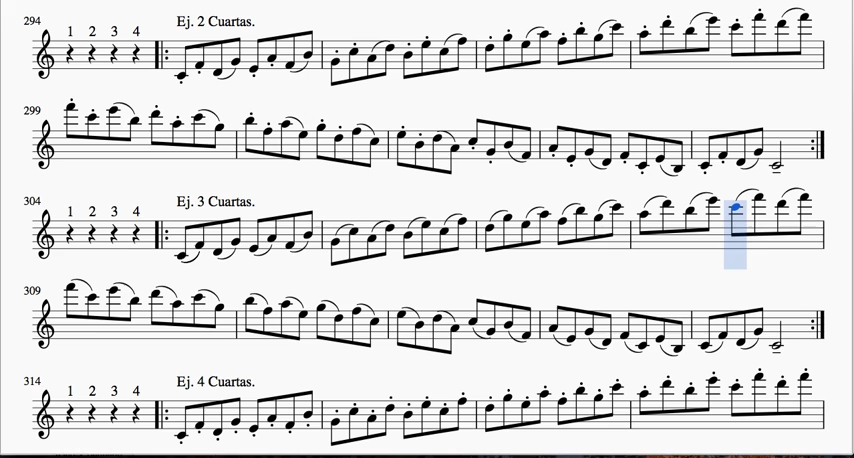 294
1 2 3 4
Ej. 2 Cuartas.
299
304
1 2 3 4
Ej. 3 Cuartas.
309
314
1 2 3 4
Ej. 4 Cuartas.